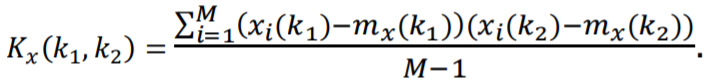 $K_x(k_1, k_2) = \frac{\sum_{i=1}^{M}(x_i(k_1)-m_x(k_1))(x_i(k_2)-m_x(k_2))}{M-1}.$